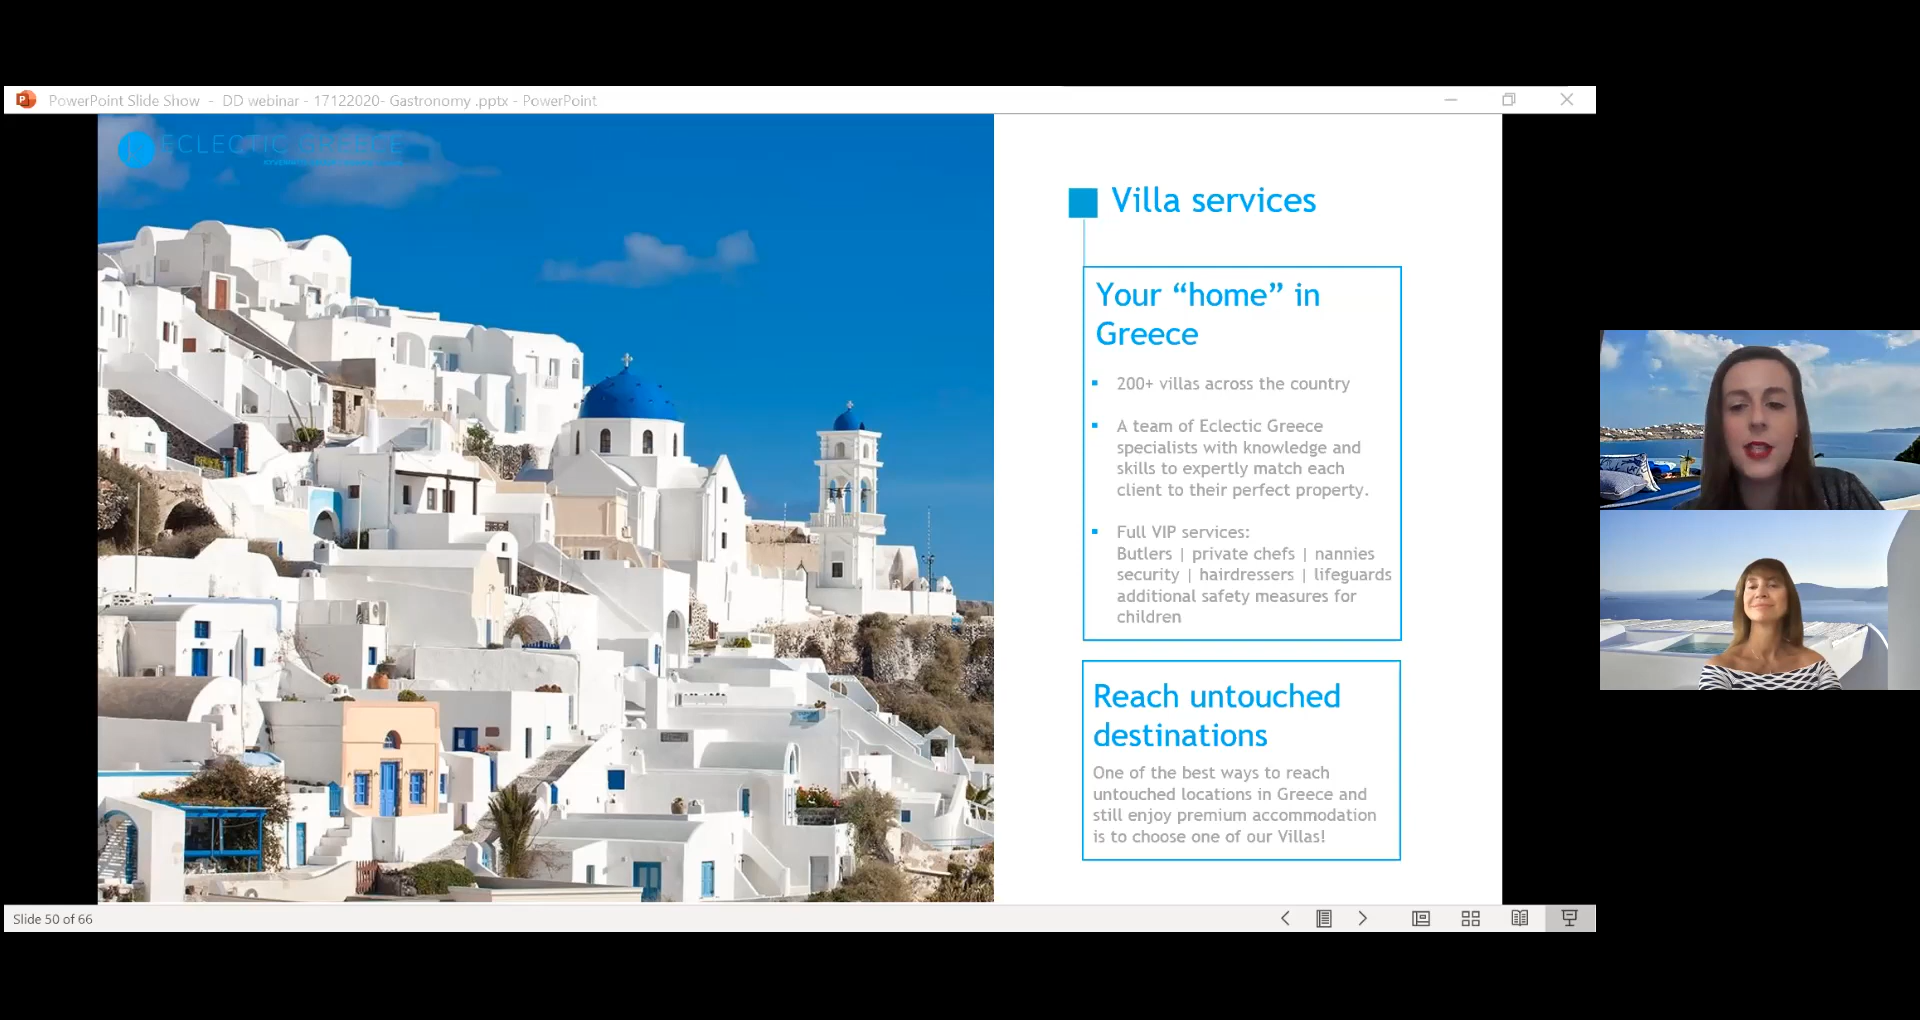 PowerPoint Slide Show - DD webinar - 17122020- Gastronomy .pptx - PowerPoint
ECLECTIC GREECE
Villa services
Your “home” in
Greece
200+ villas across the country
A team of Eclectic Greece
specialists with knowledge and
skills to expertly match each
client to their perfect property.
Full VIP services:
Butlers | private chefs | nannies
security | hairdressers | lifeguards
additional safety measures for
children
Reach untouched
destinations
One of the best ways to reach
untouched locations in Greece and
still enjoy premium accommodation
is to choose one of our Villas!
Slide 50 of 66